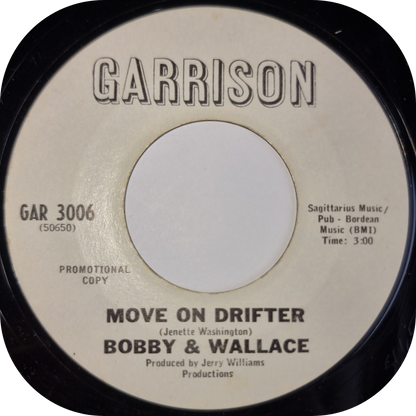 GARRISON
GAR 3006
(50650)
Sagittarius Music/
Pub - Bordean
Music (BMI)
Time: 3:00
PROMOTIONAL
COPY
MOVE ON DRIFTER
(Jenette Washington)
BOBBY & WALLACE
Produced by Jerry Williams
Productions